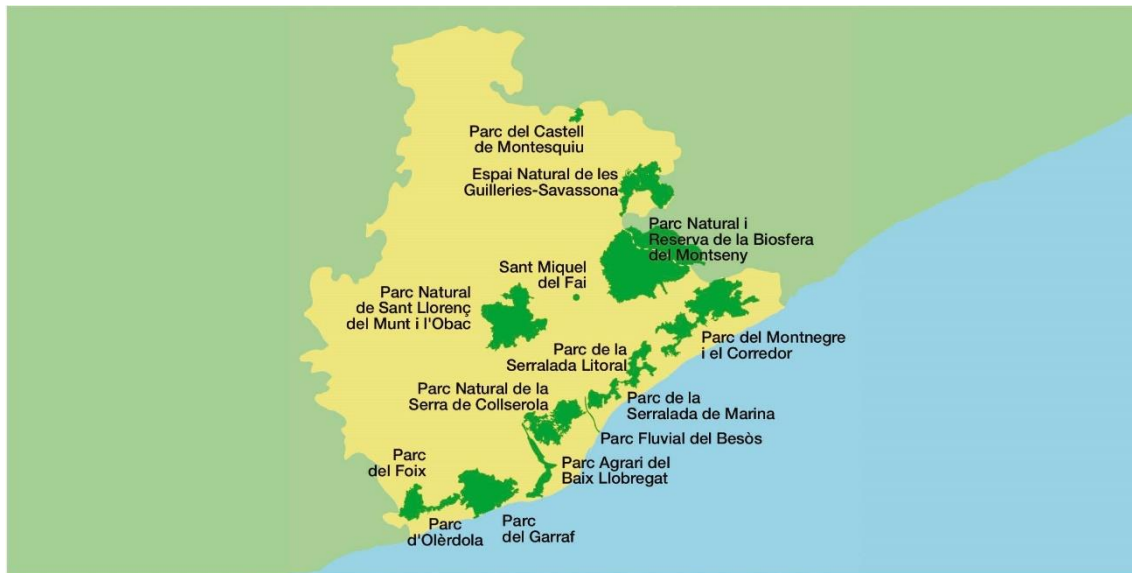 Parc del Castell
de Montesquiu
Espai Natural de les
Guilleries-Savassona
Parc Natural i
Reserva de la Biosfera
del Montseny
Sant Miquel
del Fai
Parc Natural
de Sant Llorenç
del Munt i l'Obac
Parc del Montnegre
i el Corredor
Parc de la
Serralada Litoral
Parc Natural de la
Serra de Collserola
Parc de la
Serralada de Marina
Parc Fluvial del Besòs
Parc
del Foix
Parc Agrari del
Baix Llobregat
Parc
d'Olèrdola
Parc
del Garraf